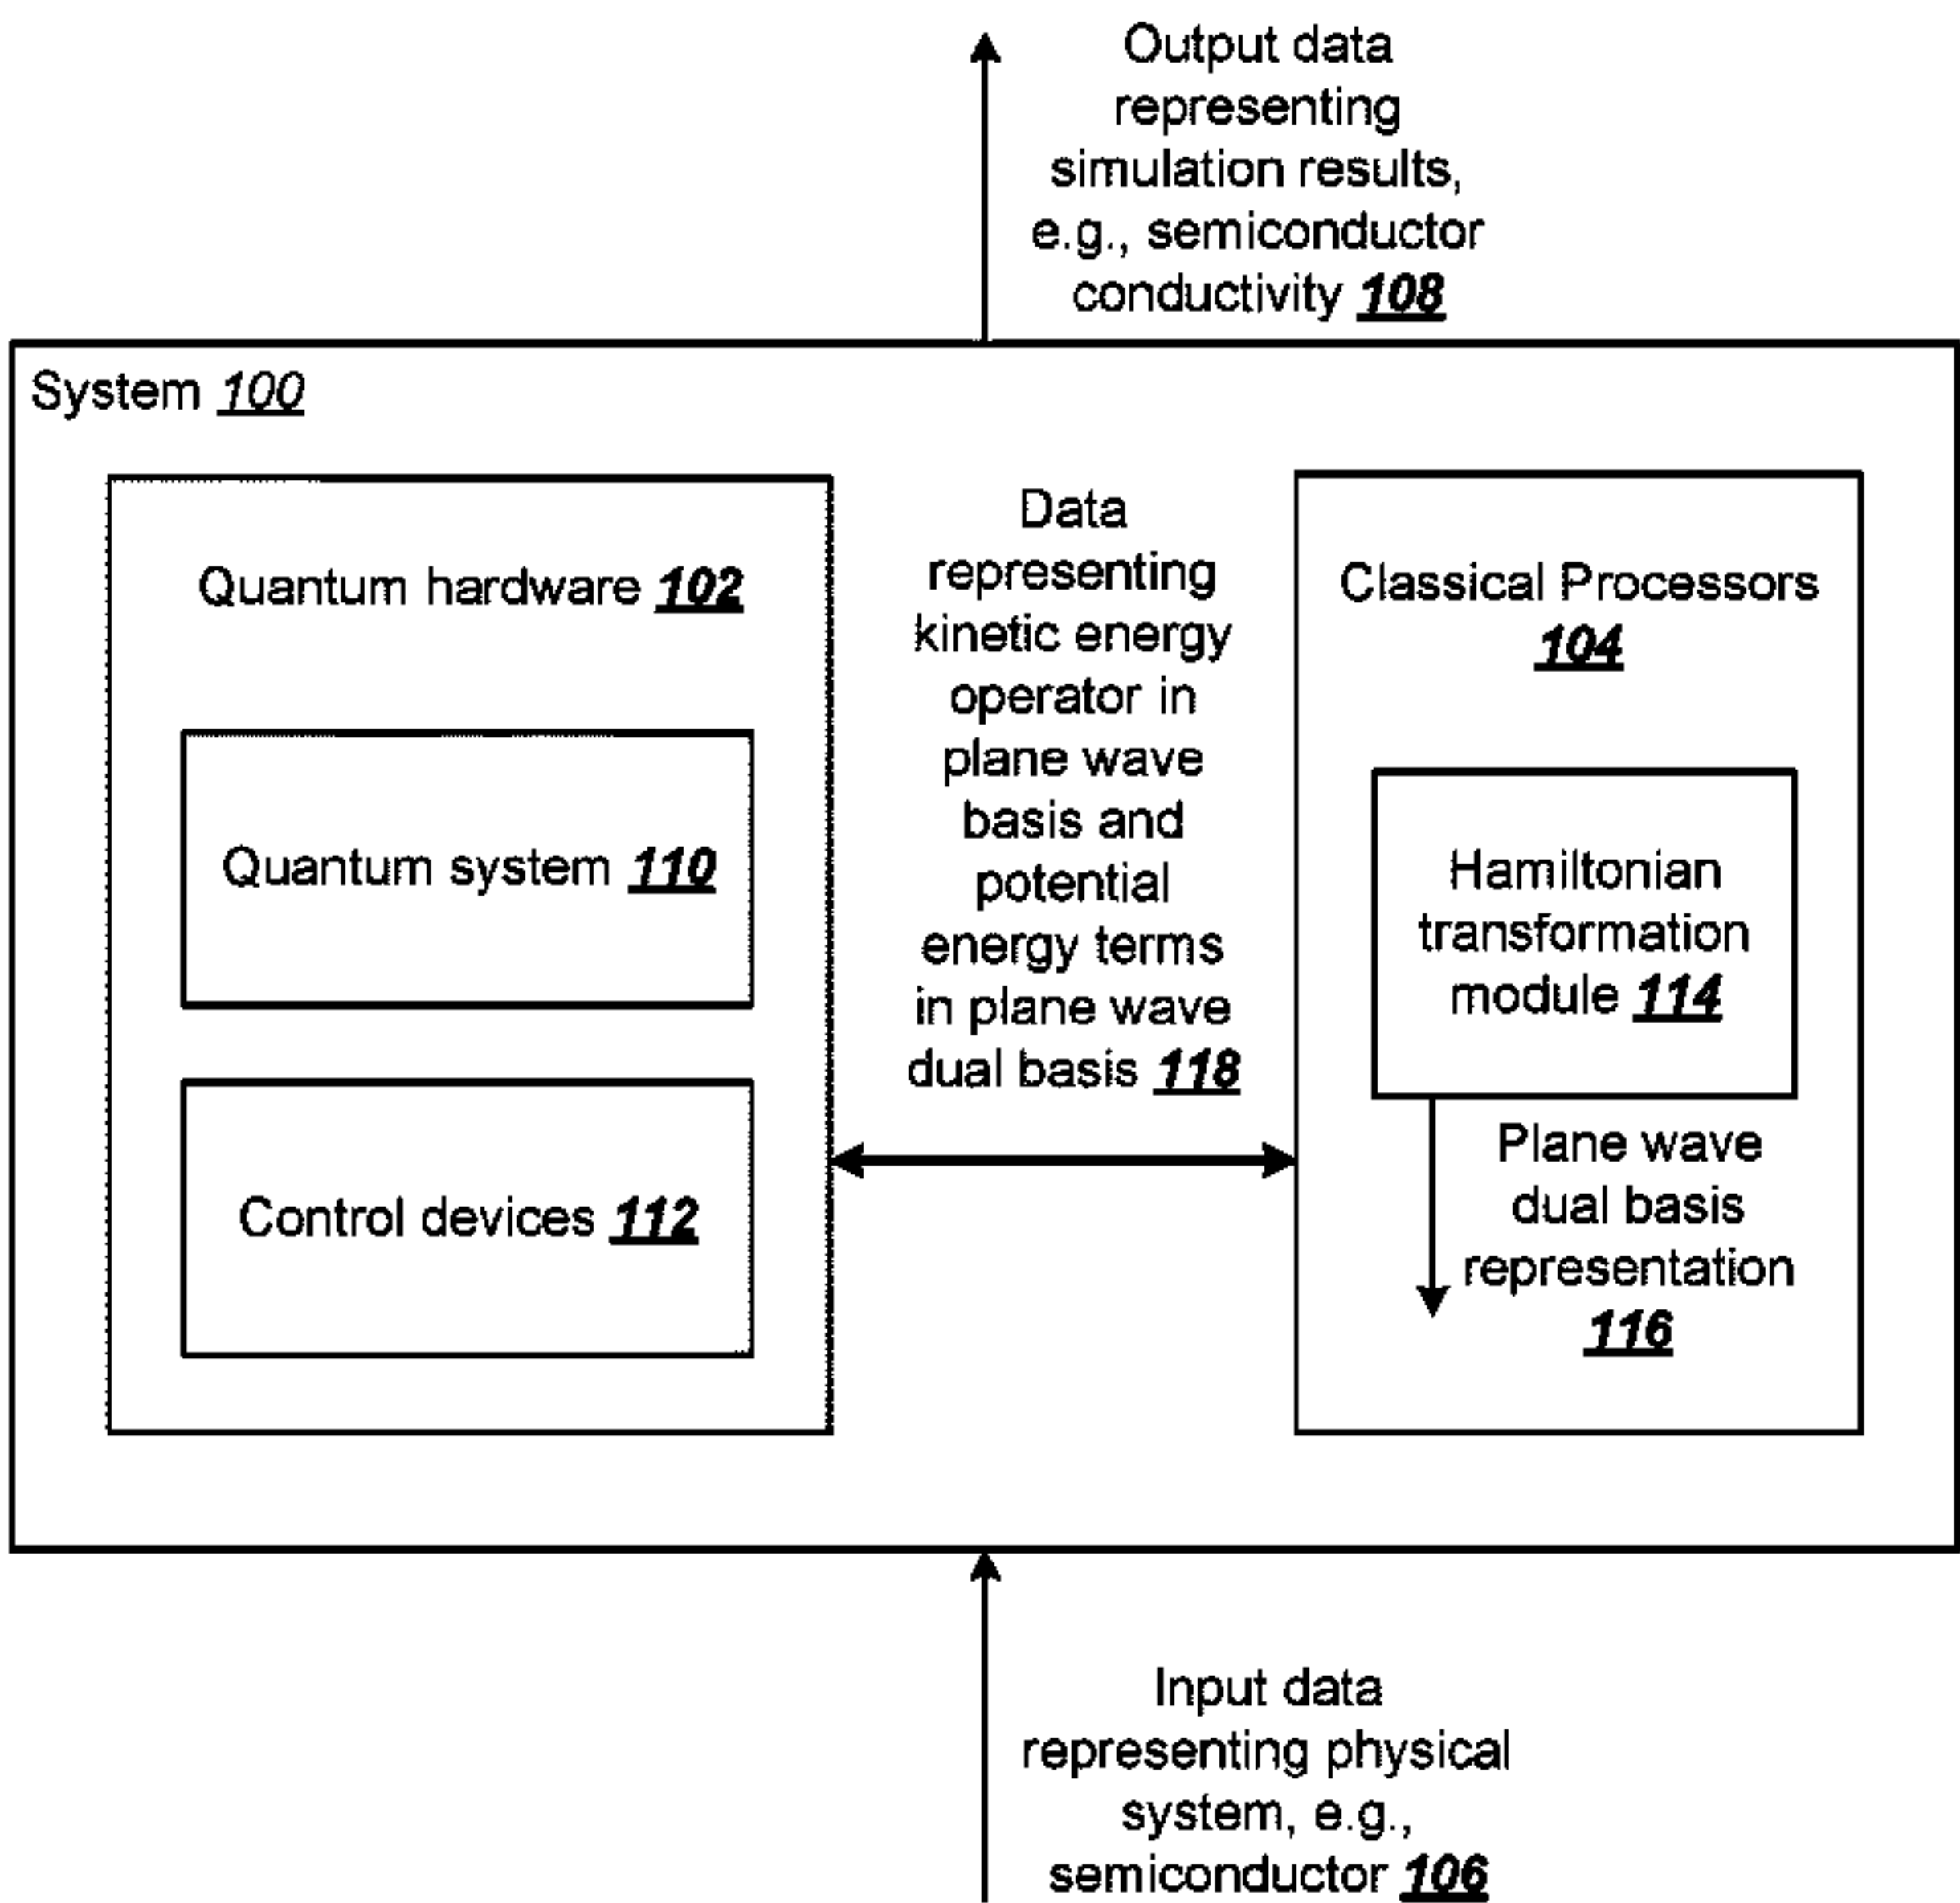 Output data
representing
simulation results,
e.g., semiconductor
conductivity 108
System 100
Quantum hardware 102
Quantum system 110
Control devices 112
Data
representing
kinetic energy
operator in
plane wave
basis and
potential
energy terms
in plane wave
dual basis 118
Classical Processors
104
Hamiltonian
transformation
module 114
Plane wave
dual basis
representation
116
Input data
representing physical
system, e.g.,
semiconductor 106